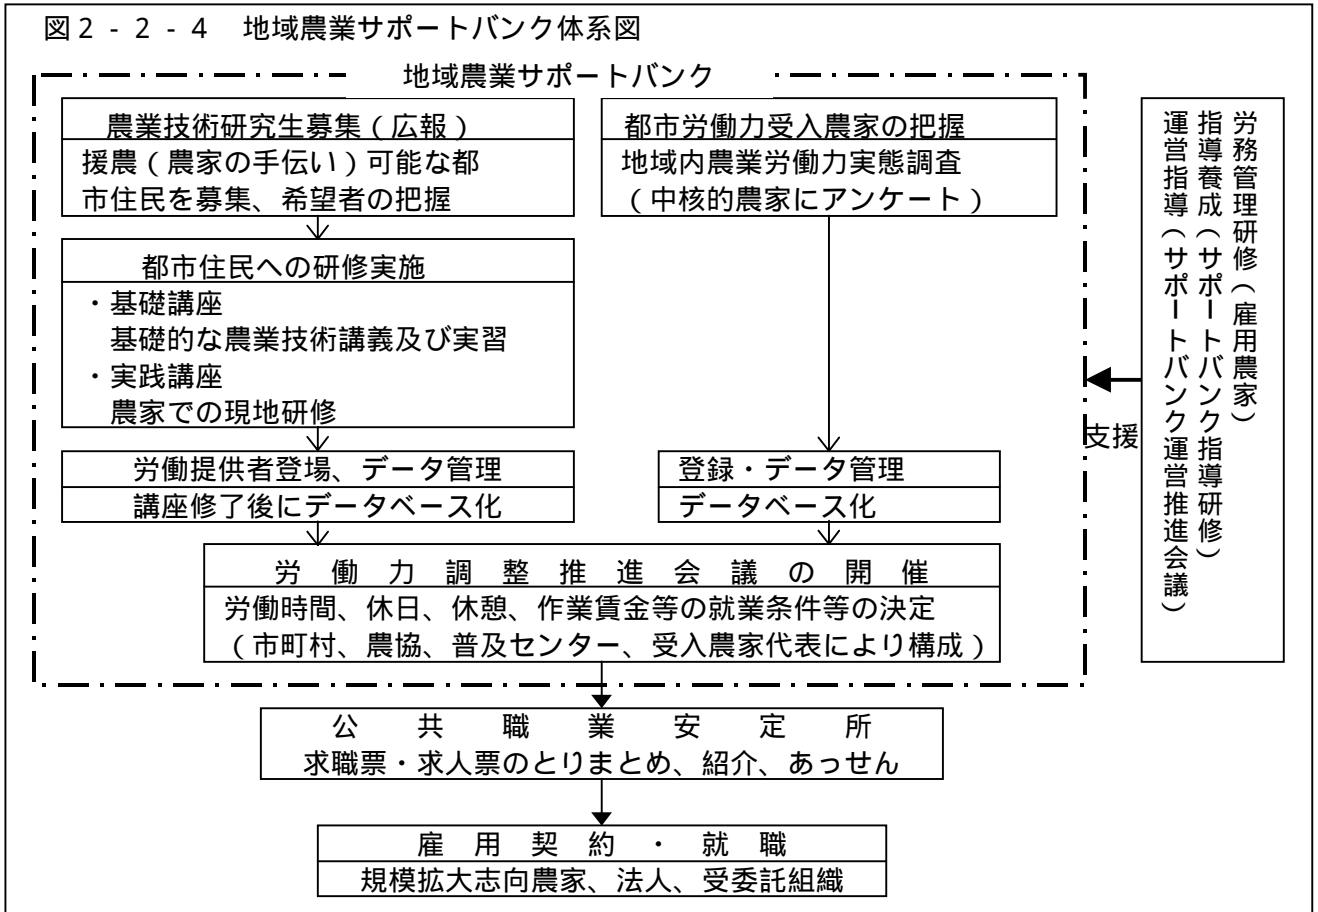 図2-2-4 地域農業サポートバンク体系図
地域農業サポートバンク
農業技術研究生募集(広報)
援農(農家の手伝い)可能な都
市住民を募集、希望者の把握
都市住民への研修実施
・基礎講座
基礎的な農業技術講義及び実習
・実践講座
農家での現地研修
労働提供者登場、データ管理
講座修了後にデータベース化
都市労働力受入農家の把握
地域内農業労働力実態調査
(中核的農家にアンケート)
登録・データ管理
データベース化
労働力調整推進会議の開催
労働時間、休日、休憩、作業賃金等の就業条件等の決定
(市町村、農協、普及センター、受入農家代表により構成)
公共職業安定所
求職票・求人票のとりまとめ、紹介、あっせん
雇用契約・就職
規模拡大志向農家、法人、受委託組織
支援
労務管理研修(雇用農家)
指導養成(サポートバンク指導研修)
運営指導(サポートバンク運営推進会議)